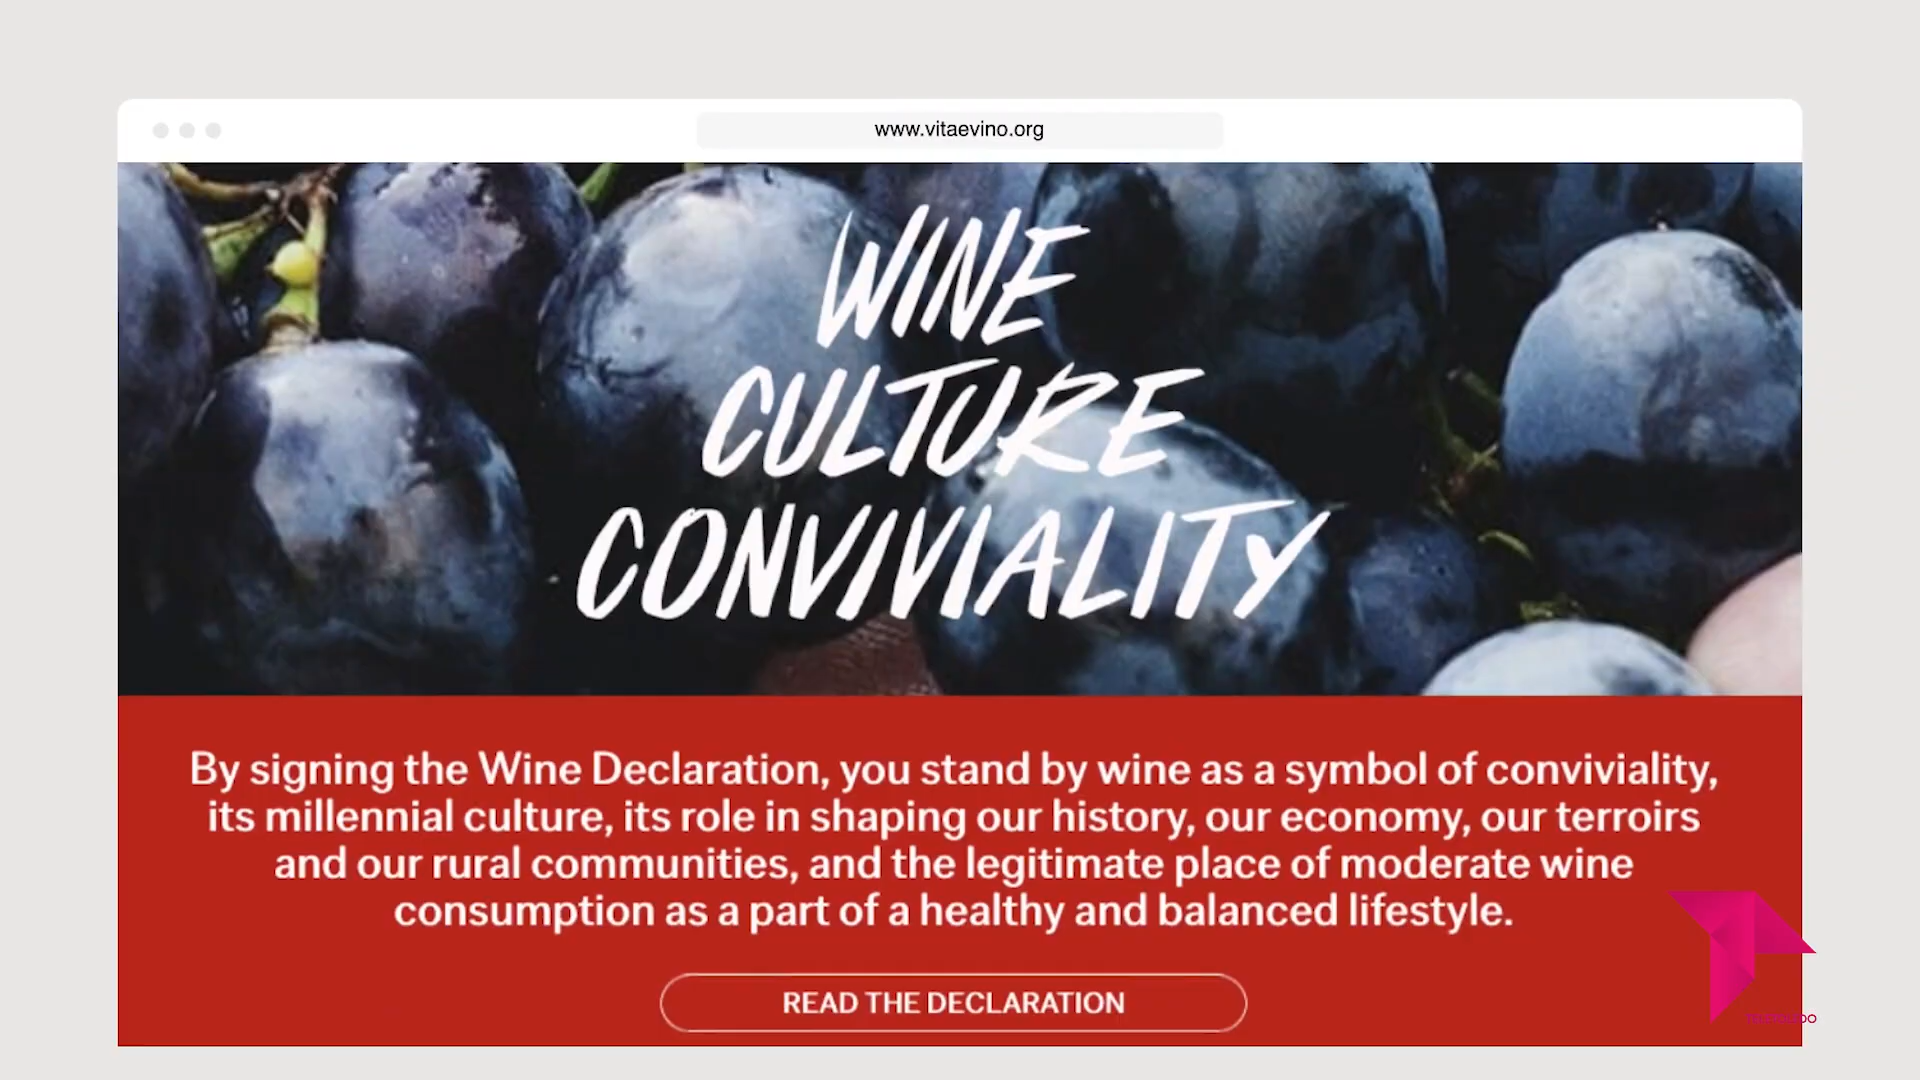 www.vitaevino.org
WINE
CULTURE
CONVIVIALITY
By signing the Wine Declaration, you stand by wine as a symbol of conviviality,
its millennial culture, its role in shaping our history, our economy, our terroirs
and our rural communities, and the legitimate place of moderate wine
consumption as a part of a healthy and balanced lifestyle.
READ THE DECLARATION